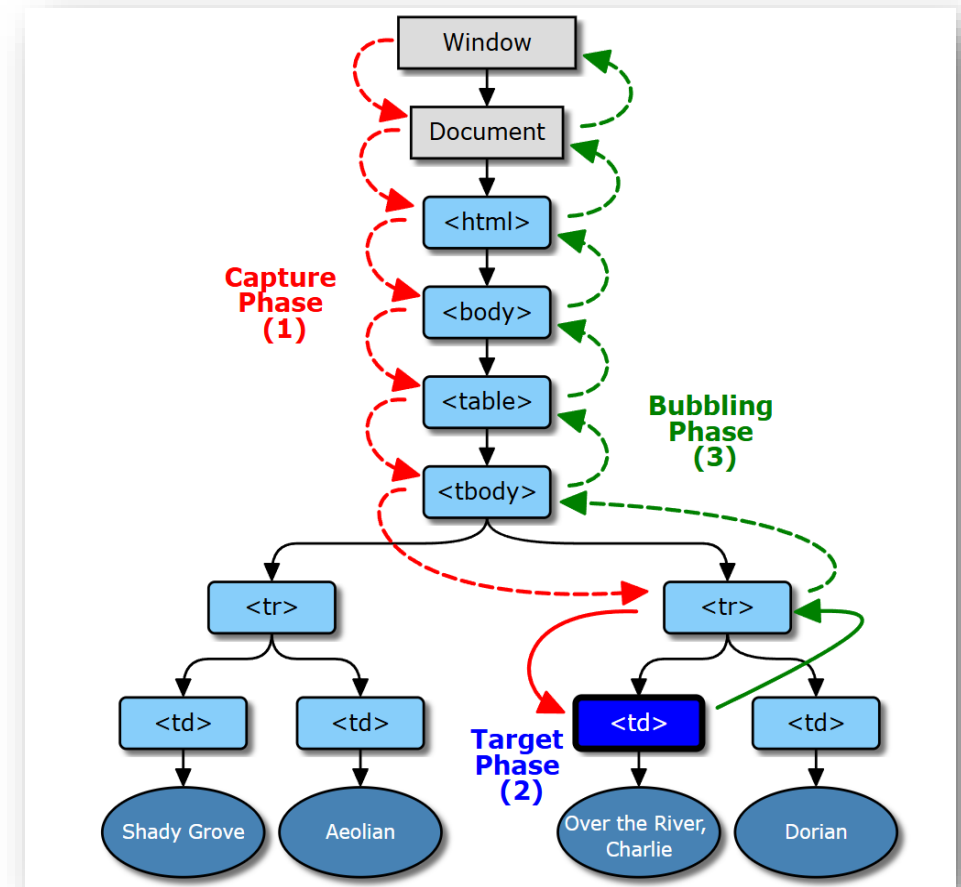 Window
Document
<html>
Capture
Phase
(1)
<body>
<table>
Bubbling
Phase
(3)
<tbody>
<tr>
<tr>
<td>
<td>
<td>
<td>
Target
Phase
(2)
Shady Grove
Aeolian
Over the River,
Charlie
Dorian